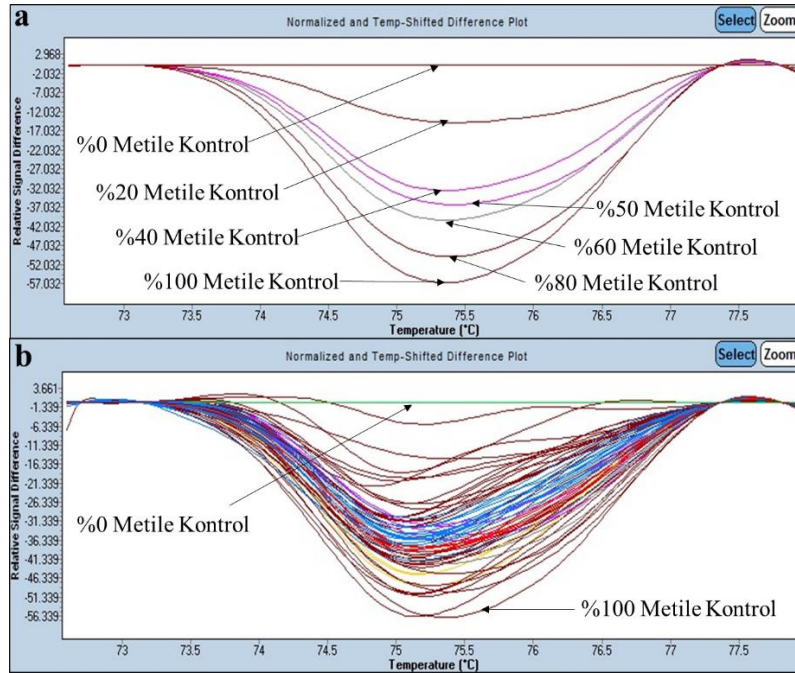 a
Normalized and Temp-Shifted Difference Plot
Select
Zoom
Relative Signal Difference
2.968
-2.032
-7.032
-12.032
-17.032
-22.032
-27.032
-32.032
-37.032
-42.032
-47.032
-52.032
-57.032
%0 Metile Kontrol
%20 Metile Kontrol
%40 Metile Kontrol
%50 Metile Kontrol
%60 Metile Kontrol
%100 Metile Kontrol
%80 Metile Kontrol
73 74 74.5 75 75.5 76 76.5 77 77.5
Temperature (°C)
b
Normalized and Temp-Shifted Difference Plot
Select
Zoom
Relative Signal Difference
3.661
-1.339
-6.339
-11.339
-16.339
-21.339
-26.339
-31.339
-36.339
-41.339
-46.339
-51.339
-56.339
%0 Metile Kontrol
%100 Metile Kontrol
73 74 74.5 75 75.5 76 76.5 77 77.5
Temperature (°C)